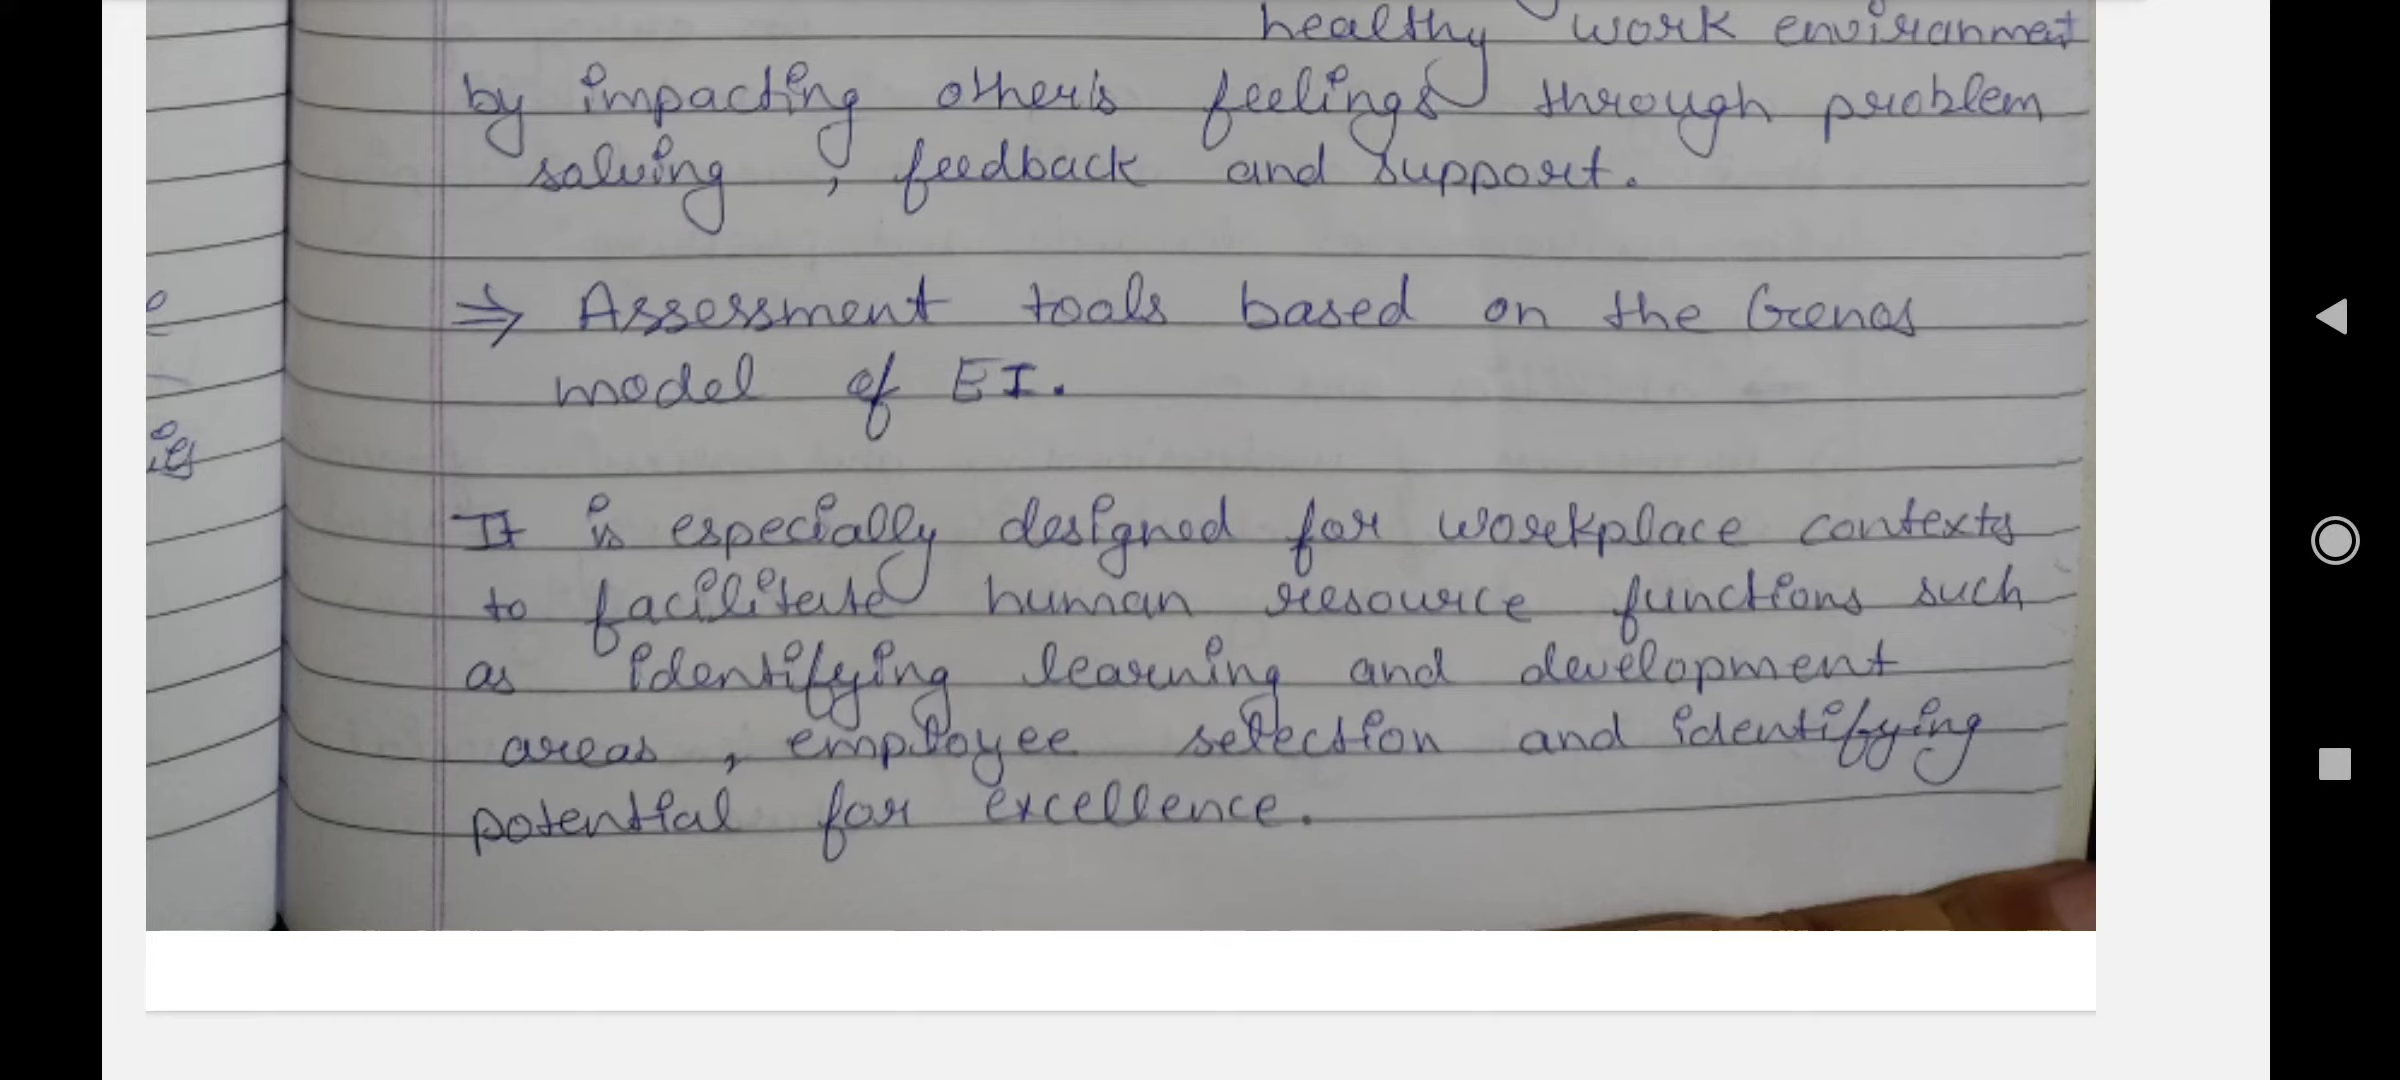 healthy work enviranmet
by impacting other's feelings through problem
solving , feedback and support.
⇒ Assessment tools based on the Genos
model of EI.
It is especially designed for workplace contexts
to facilitate human resource functions such
as identifying learning and development
areas , employee selection and identifying
potential for excellence.